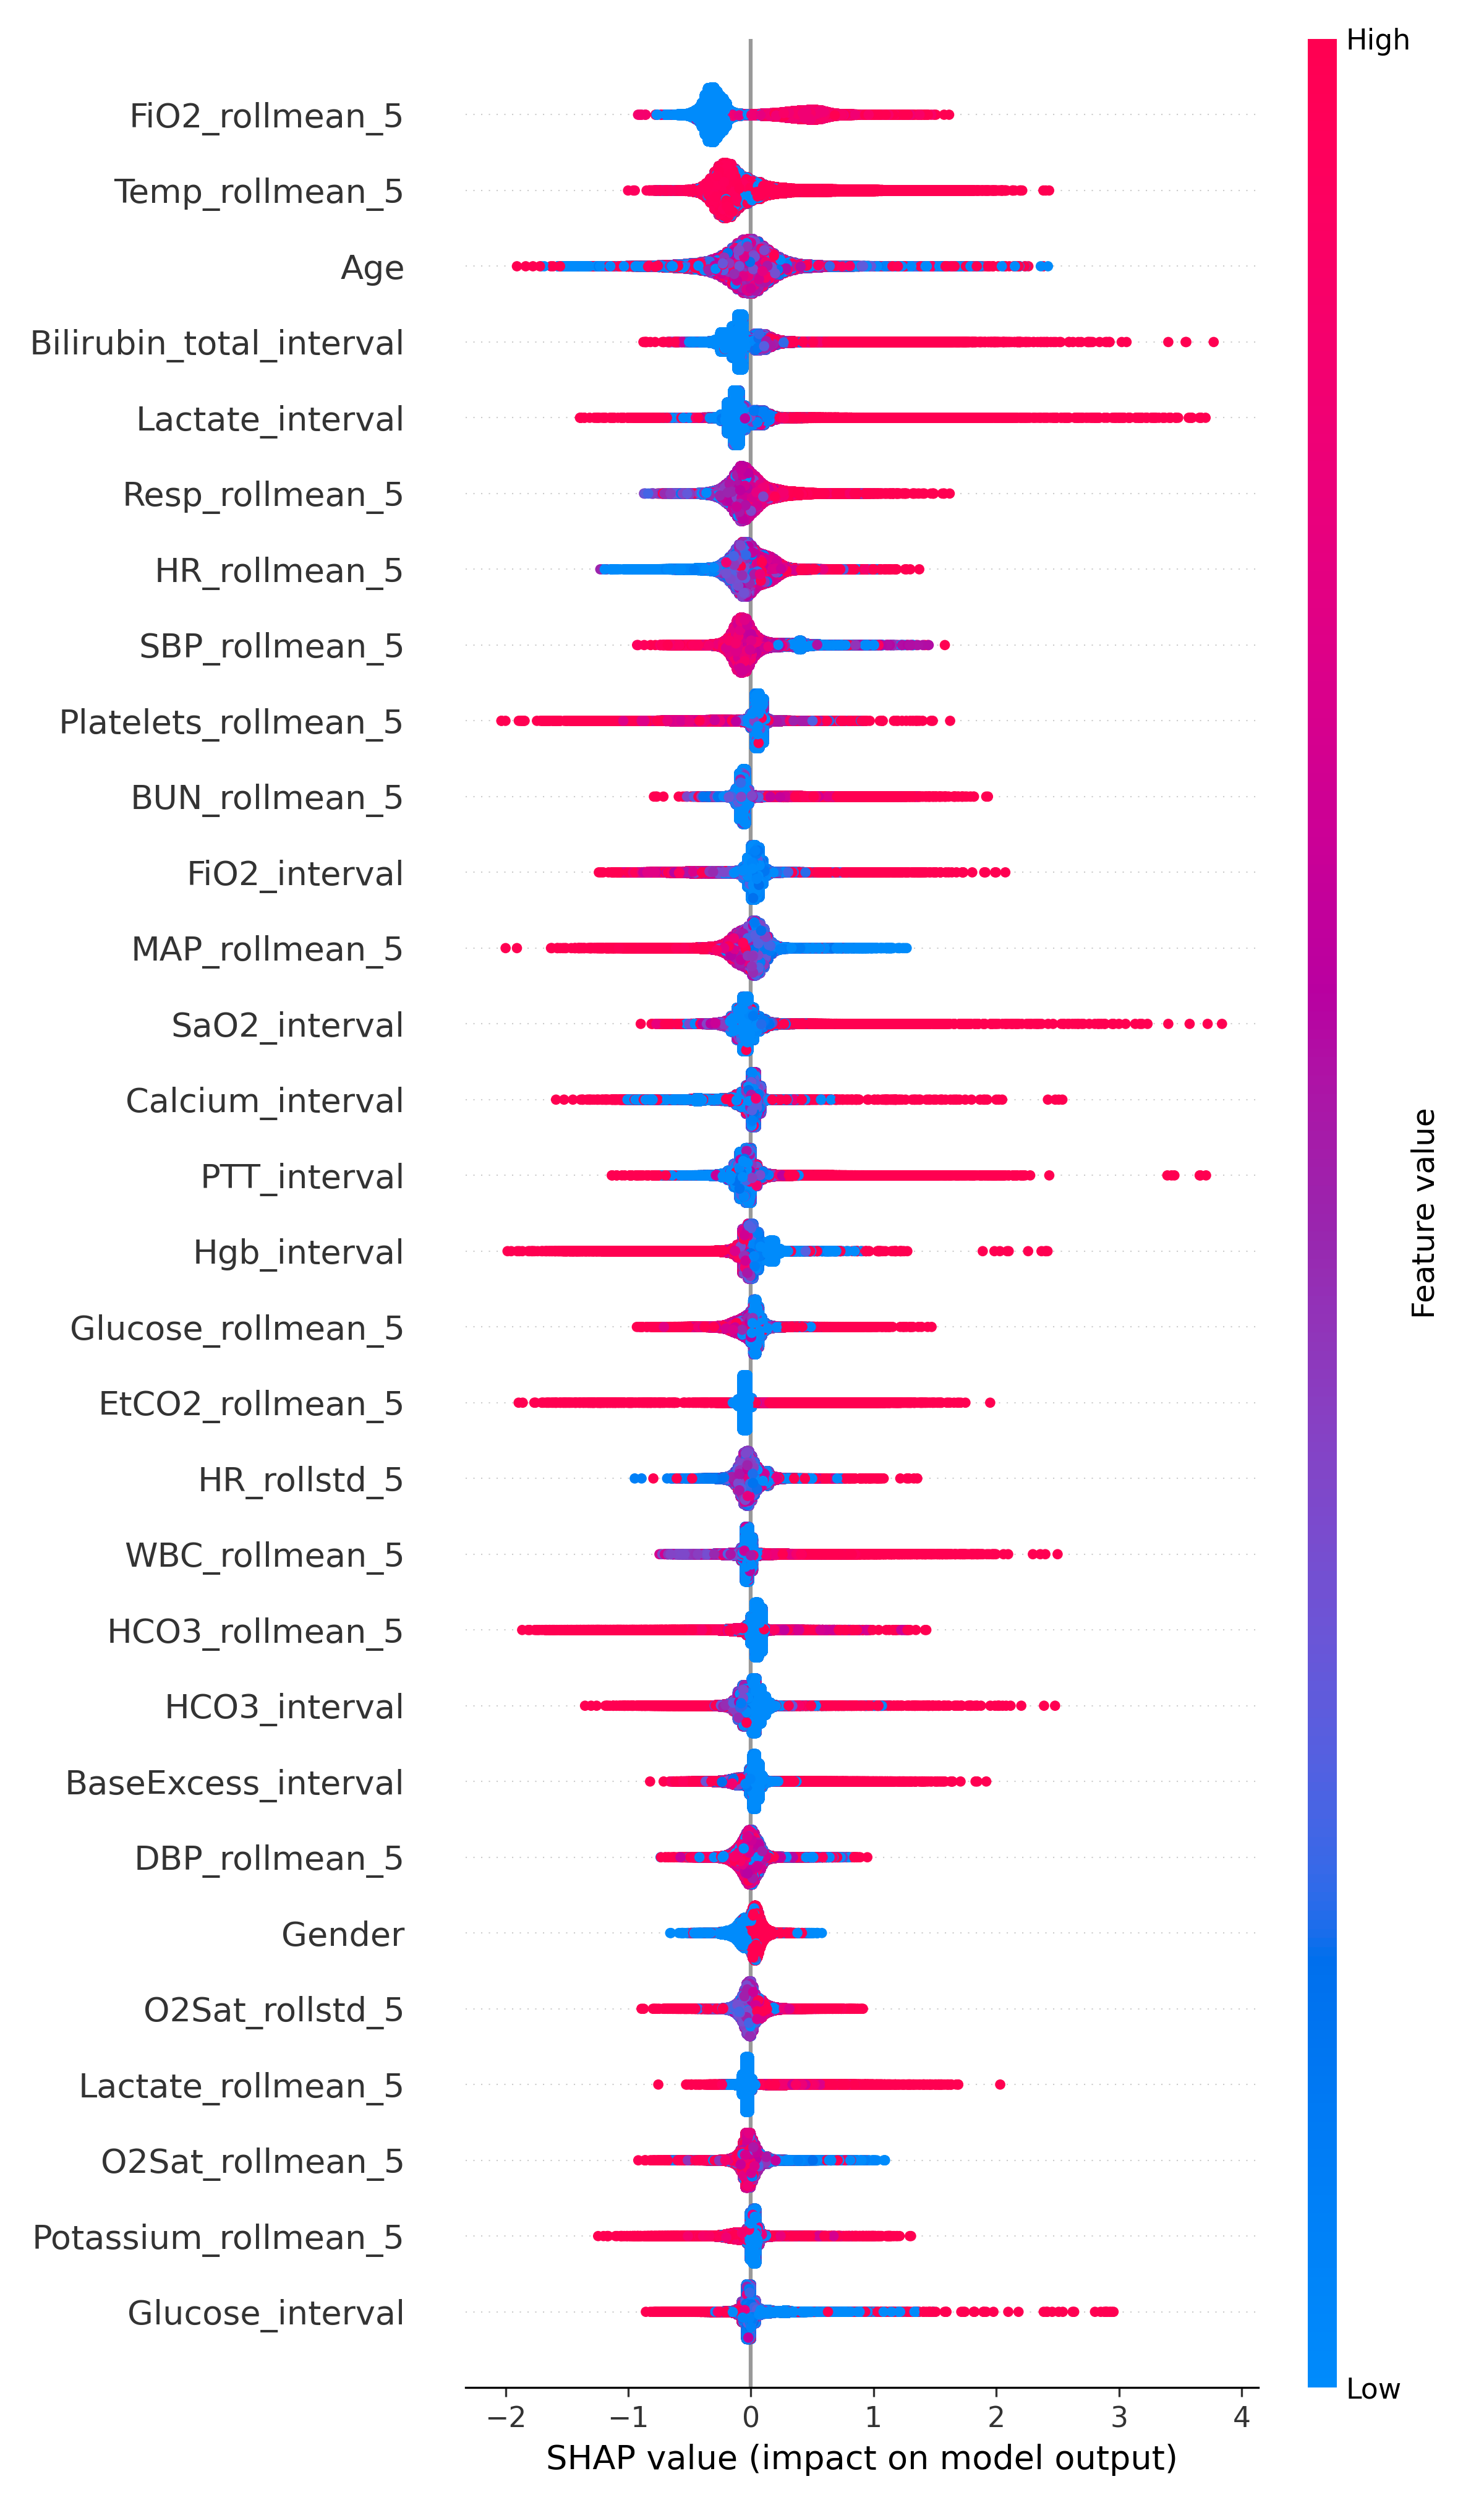 High
FiO2_rollmean_5
Temp_rollmean_5
Age
Bilirubin_total_interval
Lactate_interval
Resp_rollmean_5
HR_rollmean_5
SBP_rollmean_5
Platelets_rollmean_5
BUN_rollmean_5
FiO2_interval
MAP_rollmean_5
SaO2_interval
Calcium_interval
PTT_interval
Hgb_interval
Glucose_rollmean_5
EtCO2_rollmean_5
HR_rollstd_5
WBC_rollmean_5
HCO3_rollmean_5
HCO3_interval
BaseExcess_interval
DBP_rollmean_5
Gender
O2Sat_rollstd_5
Lactate_rollmean_5
O2Sat_rollmean_5
Potassium_rollmean_5
Glucose_interval
Feature value
Low
−2 −1 0 1 2 3 4
SHAP value (impact on model output)